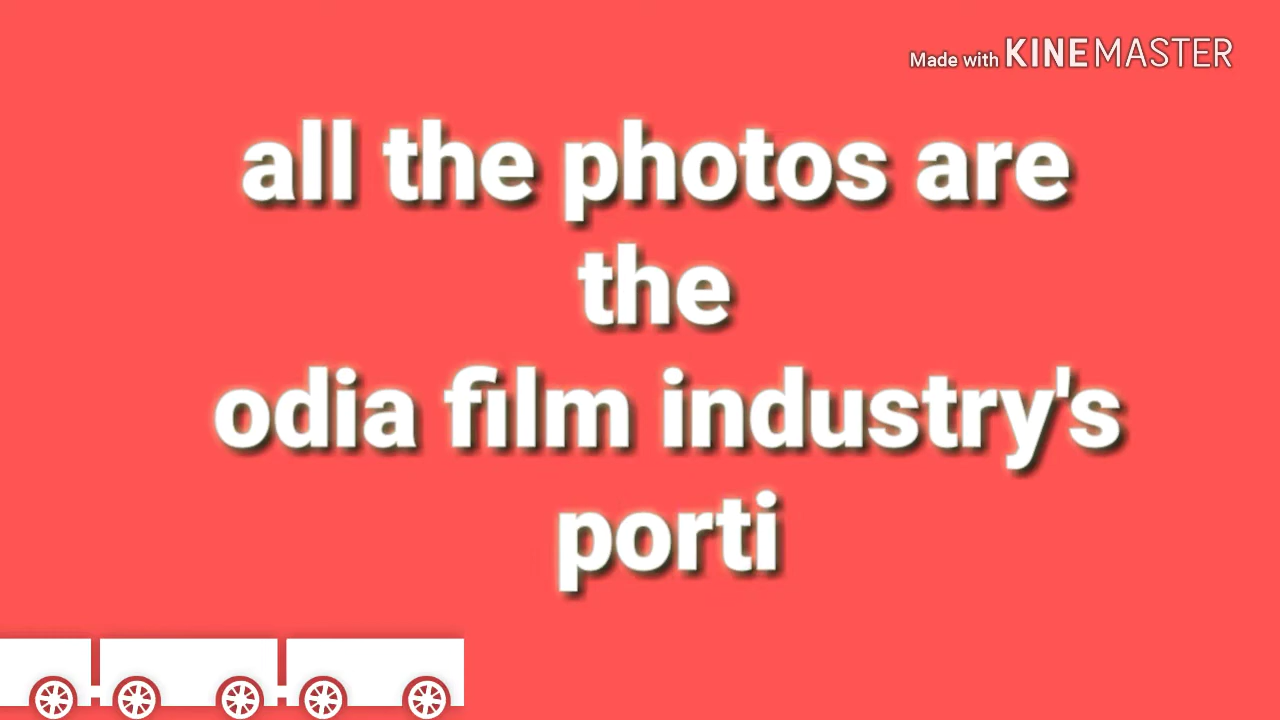 Made with KINEMASTER
all the photos are
the
odia film industry's
porti